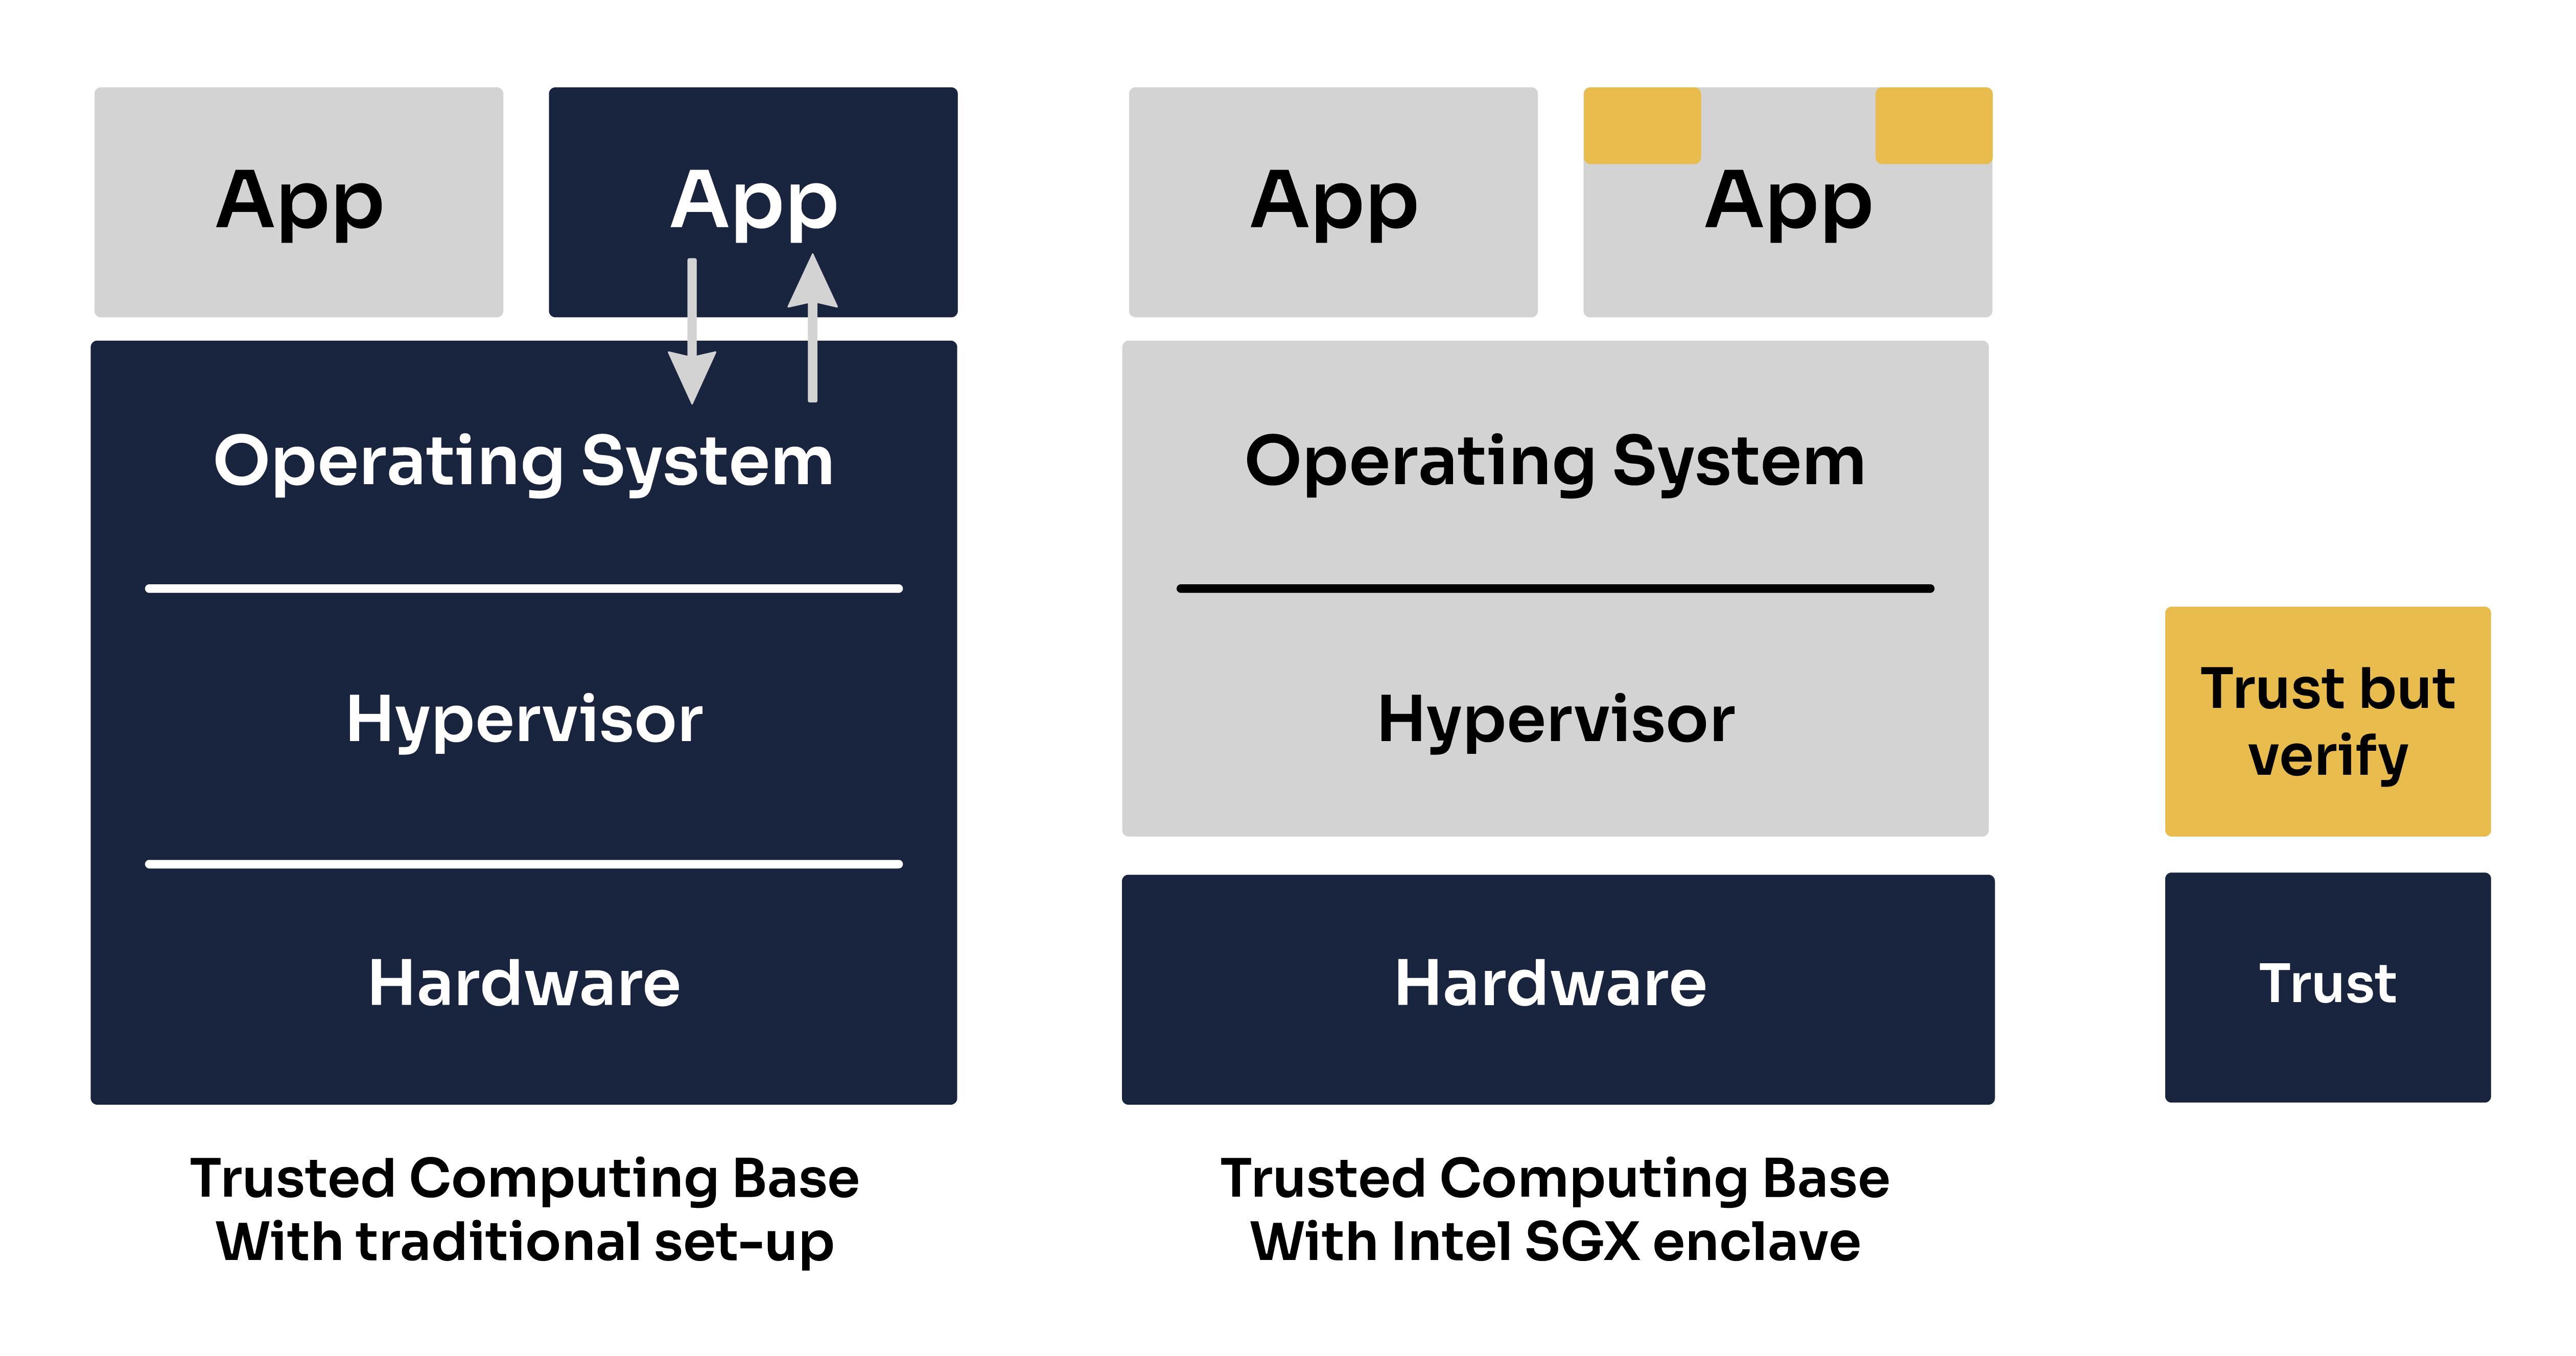 App
App
Operating System
Hypervisor
Hardware
Trusted Computing Base
With traditional set-up
App
App
Operating System
Hypervisor
Hardware
Trusted Computing Base
With Intel SGX enclave
Trust but
verify
Trust